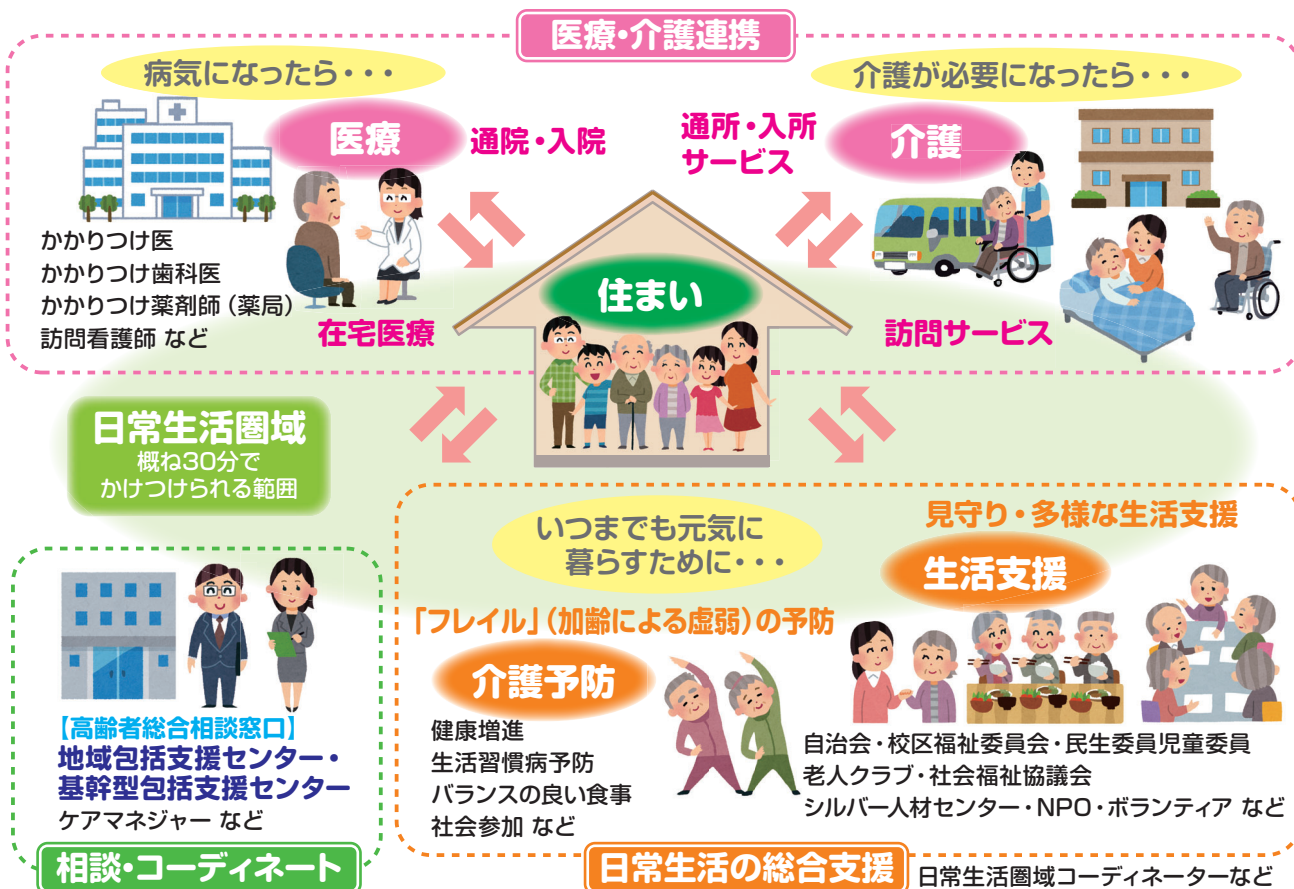 医療・介護連携
病気になったら・・・
医療
通院・入院
かかりつけ医
かかりつけ歯科医
かかりつけ薬剤師（薬局）
訪問看護師 など
在宅医療
介護が必要になったら・・・
通所・入所
サービス
介護
訪問サービス
住まい
日常生活圏域
概ね30分で
かけつけられる範囲
いつまでも元気に
暮らすために・・・
「フレイル」（加齢による虚弱）の予防
介護予防
健康増進
生活習慣病予防
バランスの良い食事
社会参加 など
見守り・多様な生活支援
生活支援
自治会・校区福祉委員会・民生委員児童委員
老人クラブ・社会福祉協議会
シルバー人材センター・NPO・ボランティア など
日常生活の総合支援
日常生活圏域コーディネーターなど
【高齢者総合相談窓口】
地域包括支援センター・
基幹型包括支援センター
ケアマネジャー など
相談・コーディネート